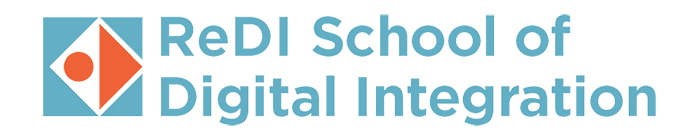 ReDI School of
Digital Integration